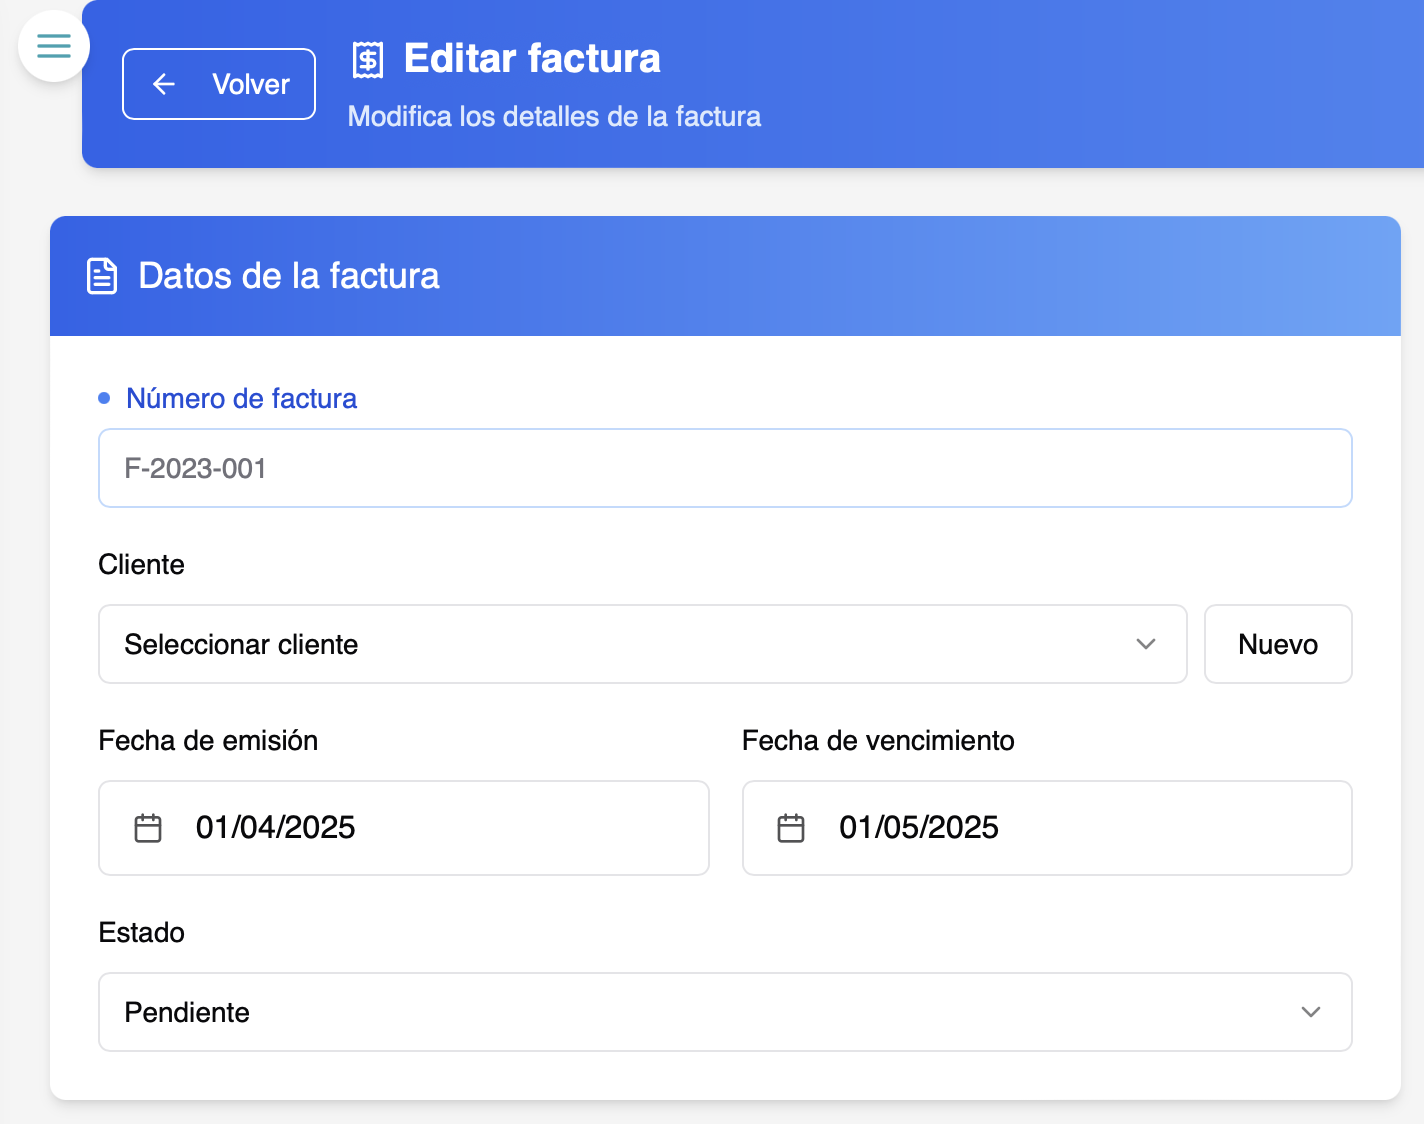 Volver
Editar factura
Modifica los detalles de la factura
Datos de la factura
Número de factura
F-2023-001
Cliente
Seleccionar cliente
Nuevo
Fecha de emisión
Fecha de vencimiento
01/04/2025
01/05/2025
Estado
Pendiente